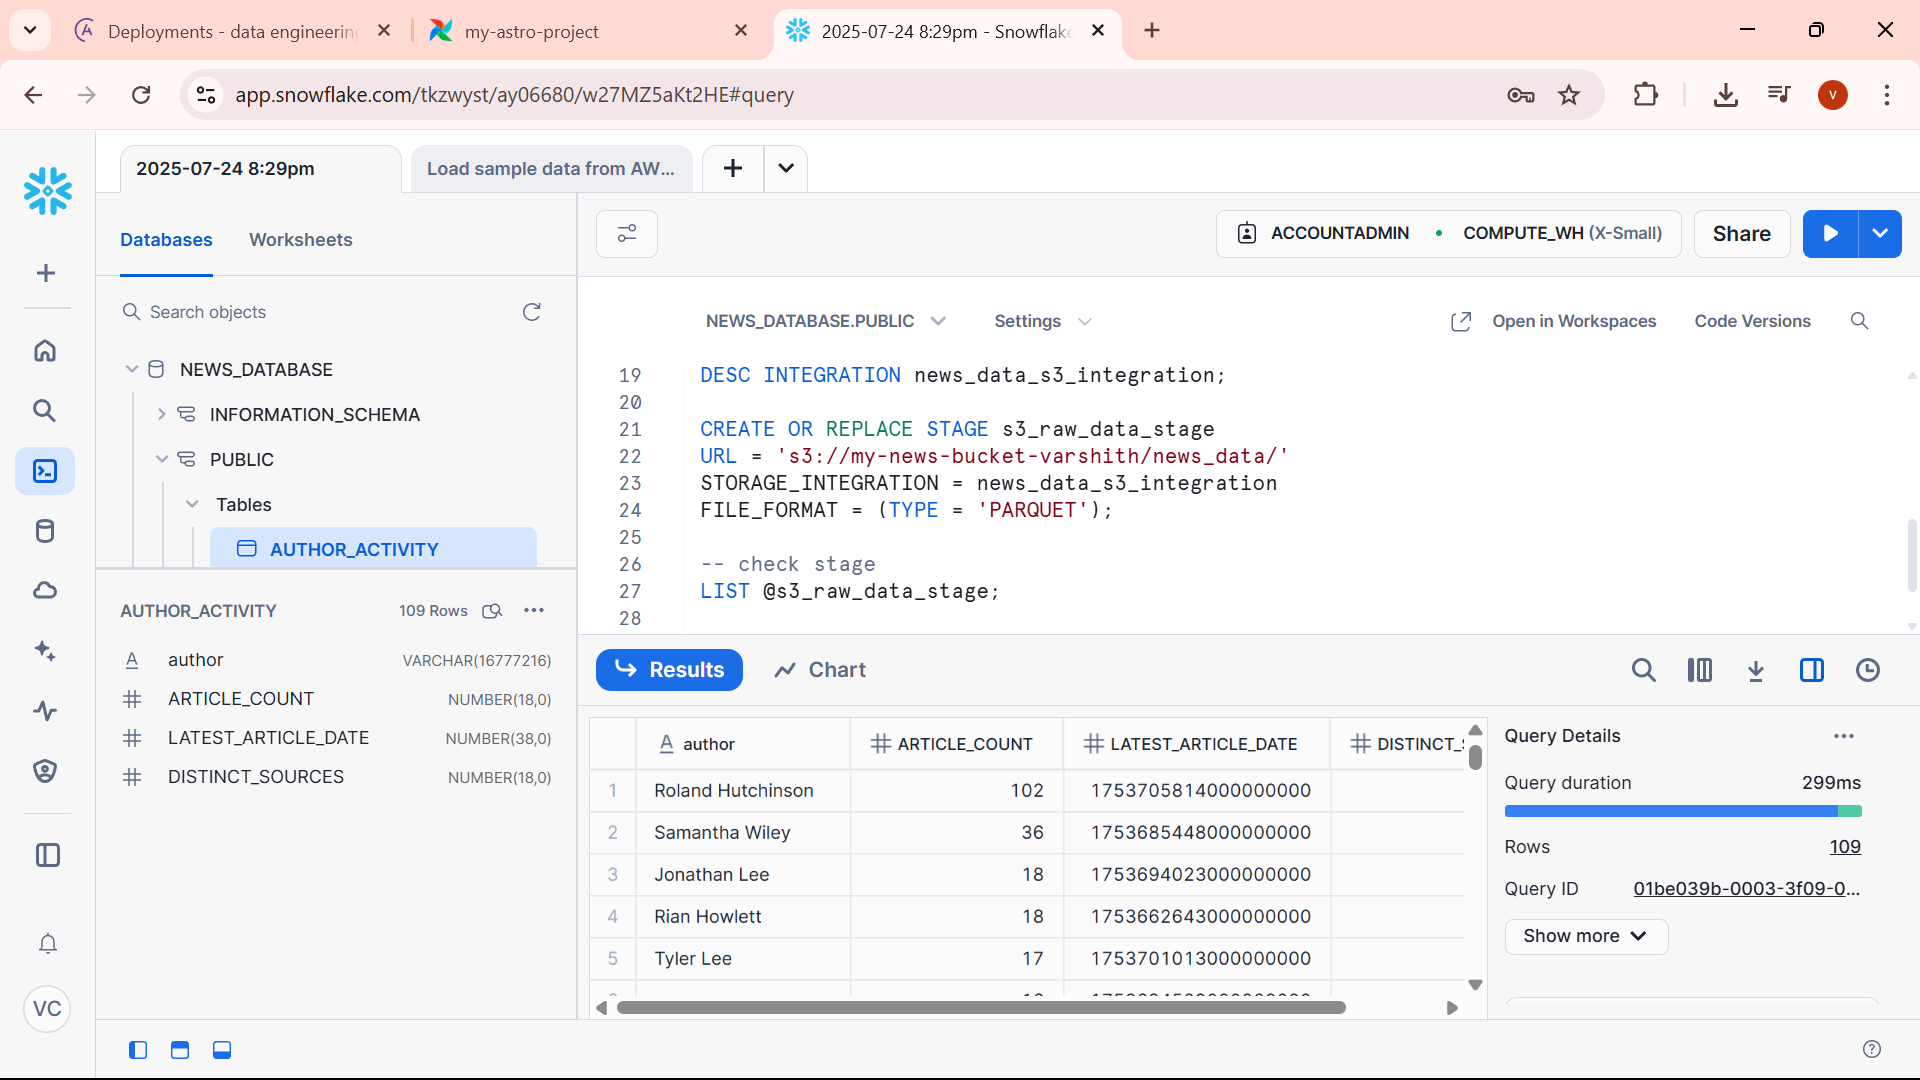 Deployments - data engineering
my-astro-project
2025-07-24 8:29pm - Snowflake
app.snowflake.com/tkzwyst/ay06680/w27MZ5aKt2HE#query
V
2025-07-24 8:29pm
Load sample data from AW...
Databases
Worksheets
ACCOUNTADMIN
COMPUTE_WH (X-Small)
Share
Search objects
NEWS_DATABASE
INFORMATION_SCHEMA
PUBLIC
Tables
AUTHOR_ACTIVITY
NEWS_DATABASE.PUBLIC
Settings
Open in Workspaces
Code Versions
19 DESC INTEGRATION news_data_s3_integration;
20
21 CREATE OR REPLACE STAGE s3_raw_data_stage
22 URL = 's3://my-news-bucket-varshith/news_data/'
23 STORAGE_INTEGRATION = news_data_s3_integration
24 FILE_FORMAT = (TYPE = 'PARQUET');
25
26 -- check stage
27 LIST @s3_raw_data_stage;
28
AUTHOR_ACTIVITY 109 Rows
A author VARCHAR(16777216)
# ARTICLE_COUNT NUMBER(18,0)
# LATEST_ARTICLE_DATE NUMBER(38,0)
# DISTINCT_SOURCES NUMBER(18,0)
Results
Chart
A author # ARTICLE_COUNT # LATEST_ARTICLE_DATE # DISTINCT_S
1 Roland Hutchinson 102 1753705814000000000
2 Samantha Wiley 36 1753685448000000000
3 Jonathan Lee 18 1753694023000000000
4 Rian Howlett 18 1753662643000000000
5 Tyler Lee 17 1753701013000000000
Query Details
Query duration 299ms
Rows 109
Query ID 01be039b-0003-3f09-0...
Show more
VC